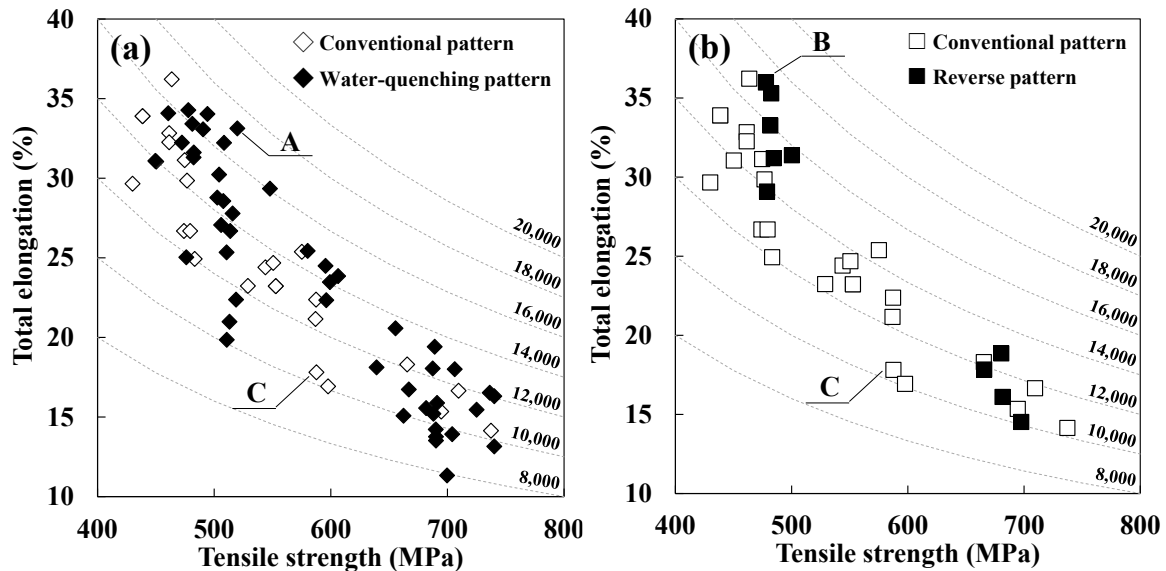 (a)
Conventional pattern
Water-quenching pattern
A
C
20,000
18,000
16,000
14,000
12,000
10,000
8,000
40
35
30
25
20
15
10
400 500 600 700 800
Total elongation (%)
Tensile strength (MPa)
(b)
B
Conventional pattern
Reverse pattern
C
20,000
18,000
16,000
14,000
12,000
10,000
8,000
40
35
30
25
20
15
10
400 500 600 700 800
Total elongation (%)
Tensile strength (MPa)